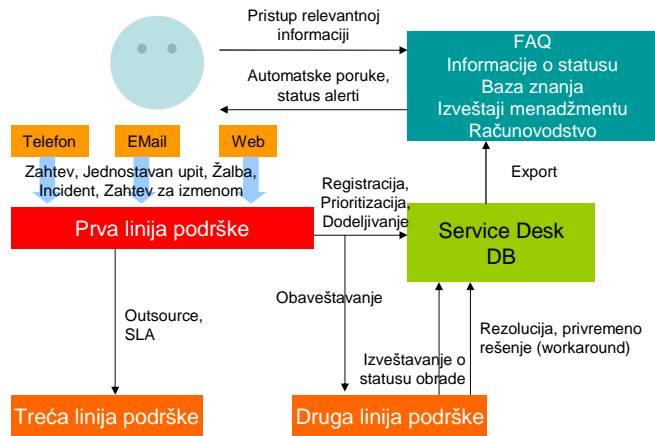 Pristup relevantnoj
informaciji
FAQ
Informacije o statusu
Baza znanja
Izveštaji menadžmentu
Računovodstvo
Automatske poruke,
status alerti
Telefon
EMail
Web
Zahtev, Jednostavan upit, Žalba,
Incident, Zahtev za izmenom
Export
Registracija,
Prioritizacija,
Dodeljivanje
Prva linija podrške
Service Desk
DB
Obaveštavanje
Outsource,
SLA
Rezolucija, privremeno
rešenje (workaround)
Izveštavanje o
statusu obrade
Treća linija podrške
Druga linija podrške